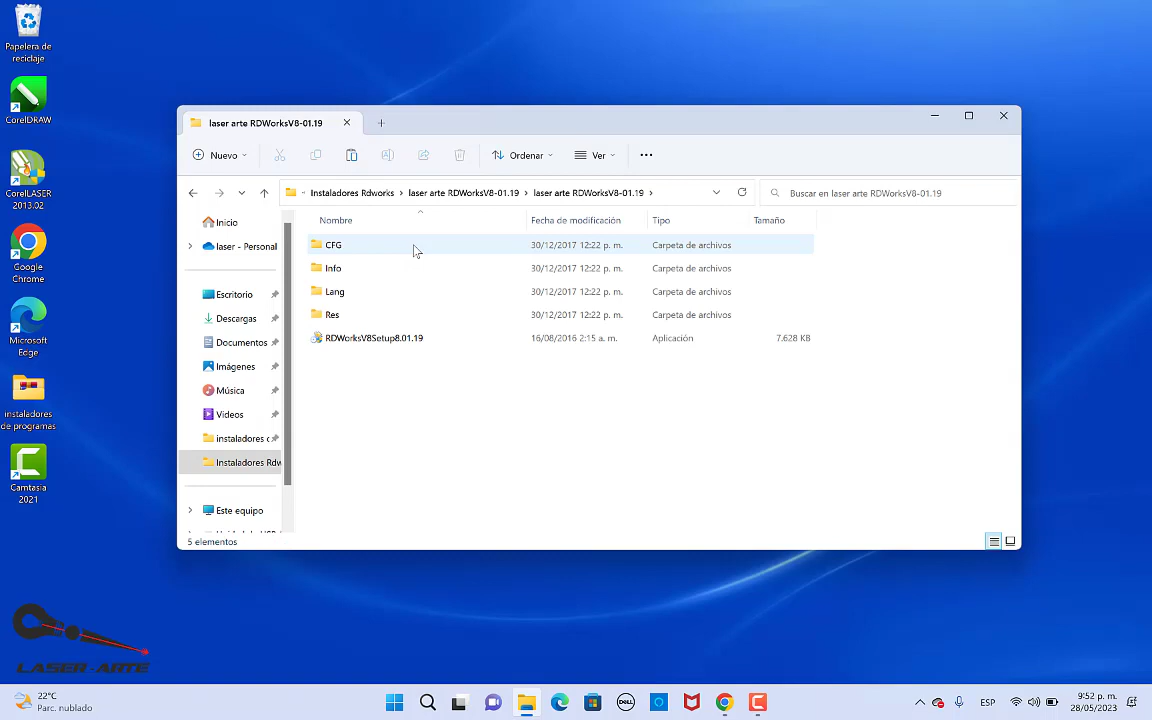 Papelera de
reciclaje
CorelDRAW
CorelLASER
2013.02
Google
Chrome
Microsoft
Edge
instaladores
de programas
Camtasia
2021
LASER-ARTE
laser arte RDWorksV8-01.19
Nuevo
Ordenar
Ver
Instaladores Rdworks > laser arte RDWorksV8-01.19 > laser arte RDWorksV8-01.19 >
Buscar en laser arte RDWorksV8-01.19
Inicio
laser - Personal
Escritorio
Descargas
Documentos
Imágenes
Música
Videos
instaladores c
Instaladores Rdw
Este equipo
Nombre Fecha de modificación Tipo Tamaño
CFG 30/12/2017 12:22 p. m. Carpeta de archivos
Info 30/12/2017 12:22 p. m. Carpeta de archivos
Lang 30/12/2017 12:22 p. m. Carpeta de archivos
Res 30/12/2017 12:22 p. m. Carpeta de archivos
RDWorksV8Setup8.01.19 16/08/2016 2:15 a. m. Aplicación 7.628 KB
5 elementos
22°C
Parc. nublado
DELL
ESP
9:52 p. m.
28/05/2023